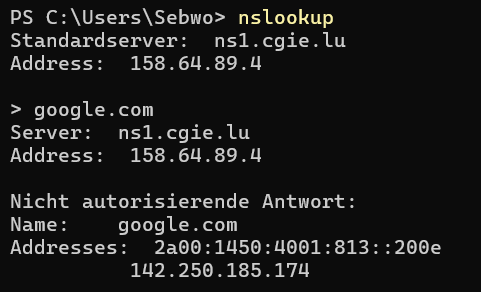 PS C:\Users\Sebwo> nslookup
Standardserver:  ns1.cgie.lu
Address:  158.64.89.4
> google.com
Server:  ns1.cgie.lu
Address:  158.64.89.4
Nicht autorisierende Antwort:
Name:    google.com
Addresses:  2a00:1450:4001:813::200e
          142.250.185.174